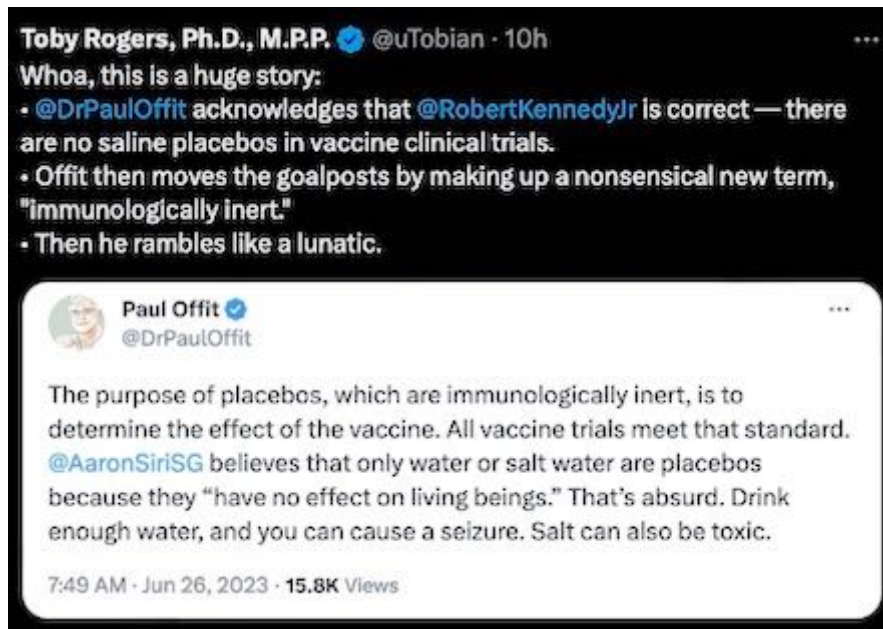 Toby Rogers, Ph.D., M.P.P. @uTobian · 10h
Whoa, this is a huge story:
• @DrPaulOffit acknowledges that @RobertKennedyJr is correct — there
are no saline placebos in vaccine clinical trials.
• Offit then moves the goalposts by making up a nonsensical new term,
"immunologically inert."
• Then he rambles like a lunatic.
Paul Offit
@DrPaulOffit
The purpose of placebos, which are immunologically inert, is to
determine the effect of the vaccine. All vaccine trials meet that standard.
@AaronSiriSG believes that only water or salt water are placebos
because they “have no effect on living beings.” That’s absurd. Drink
enough water, and you can cause a seizure. Salt can also be toxic.
7:49 AM · Jun 26, 2023 · 15.8K Views